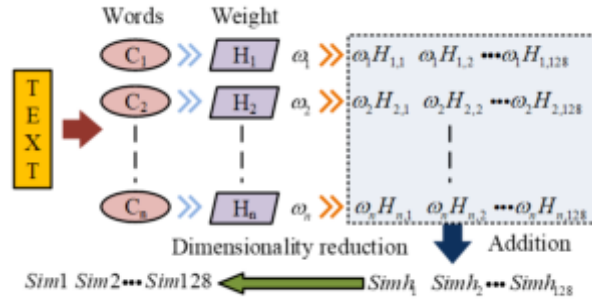 Words Weight
TEXT
C₁ H₁ ω₁ ω₁H₁,₁ ω₁H₁,₂ •••ω₁H₁,₁₂₈
C₂ H₂ ω₂ ω₂H₂,₁ ω₂H₂,₂ •••ω₂H₂,₁₂₈
Cₙ Hₙ ωₙ ωₙHₙ,₁ ωₙHₙ,₂ •••ωₙHₙ,₁₂₈
Dimensionality reduction Addition
Sim1 Sim2•••Sim128 Simh₁ Simh₂•••Simh₁₂₈